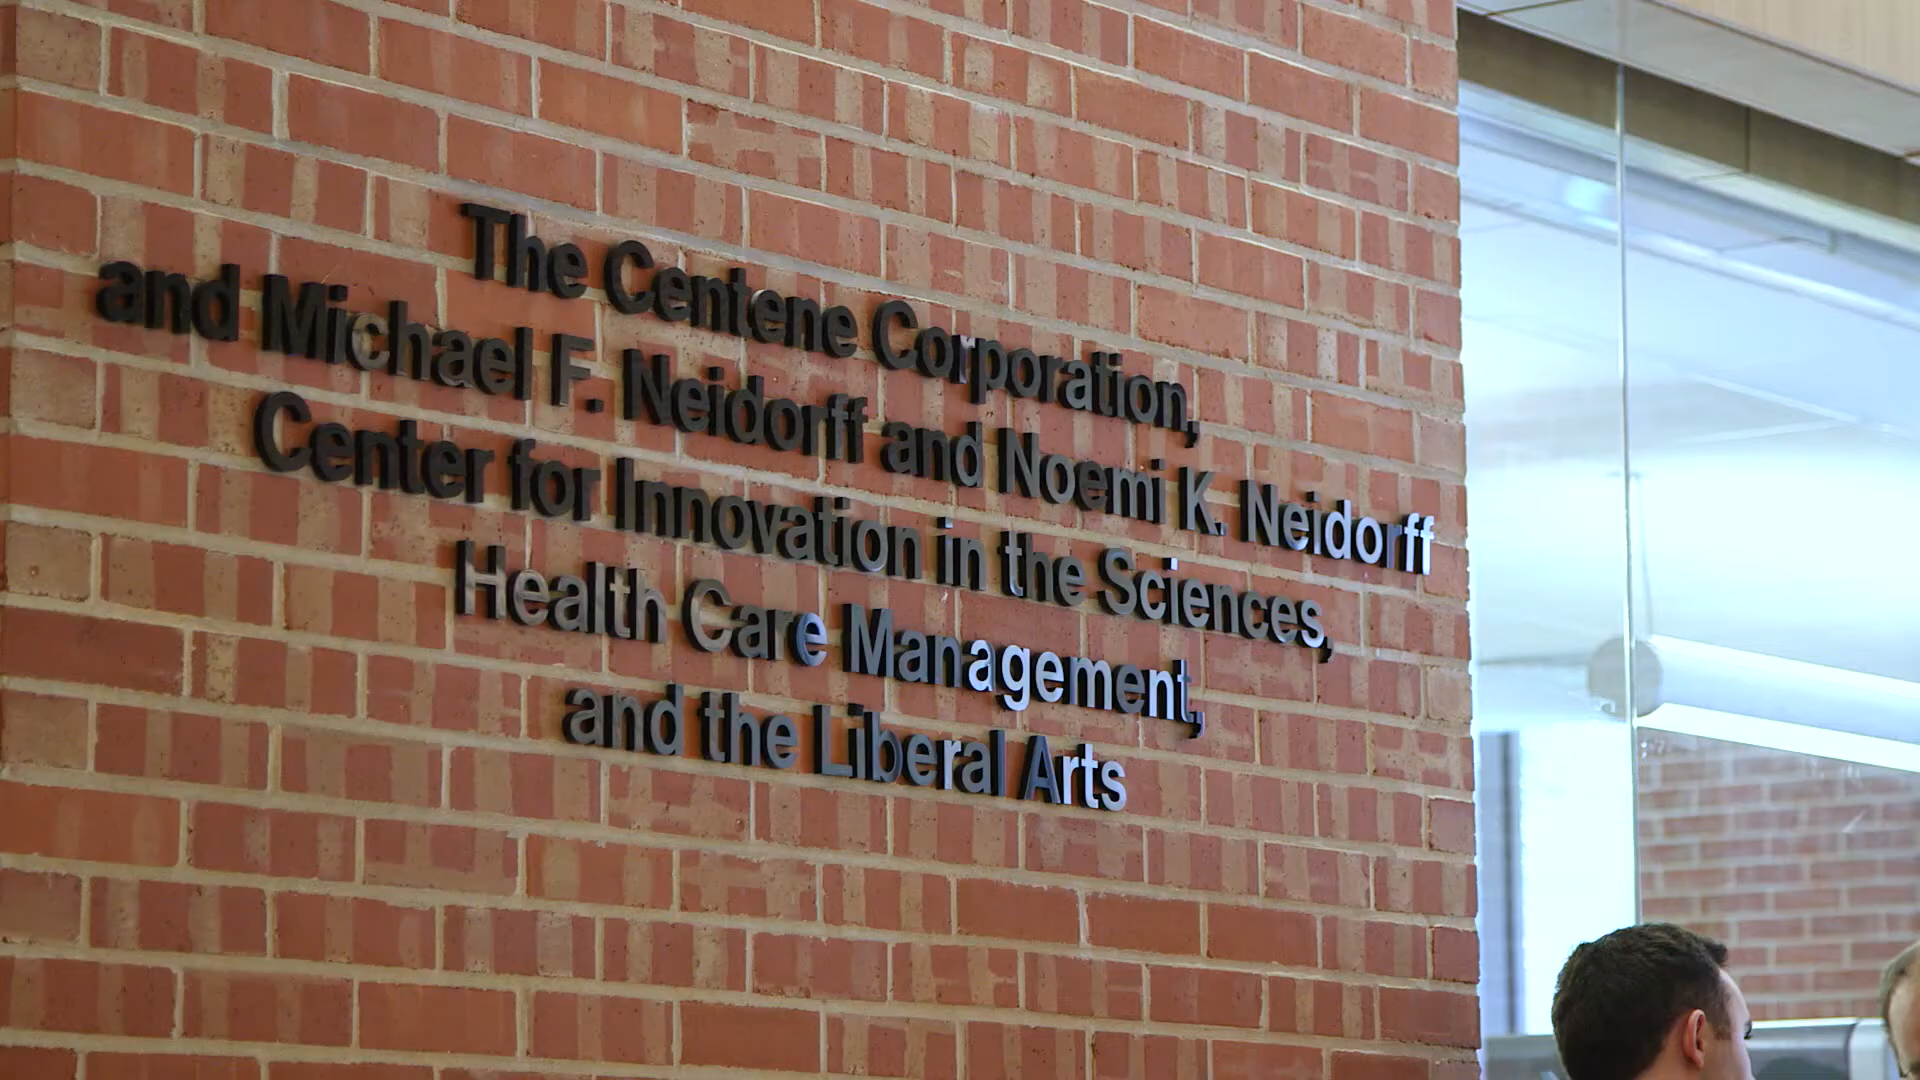 The Centene Corporation,
and Michael F. Neidorff and Noemi K. Neidorff
Center for Innovation in the Sciences,
Health Care Management,
and the Liberal Arts